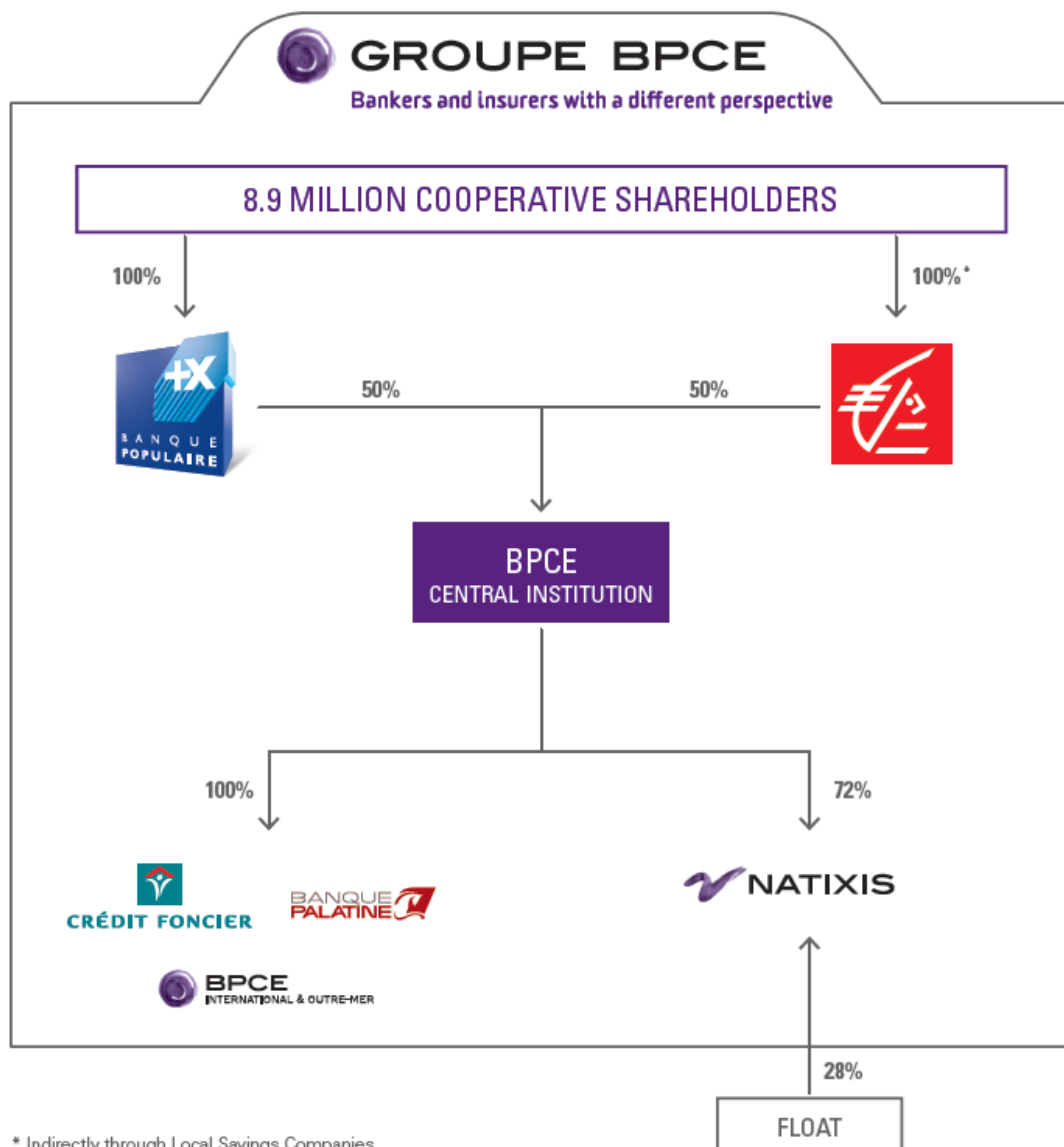 GROUPE BPCE
Bankers and insurers with a different perspective
8.9 MILLION COOPERATIVE SHAREHOLDERS
100%
100%*
+X
BANQUE
POPULAIRE
50%
50%
BPCE
CENTRAL INSTITUTION
100%
72%
CRÉDIT FONCIER
BANQUE
PALATINE
NATIXIS
BPCE
INTERNATIONAL & OUTRE-MER
28%
FLOAT
* Indirectly through Local Savings Companies